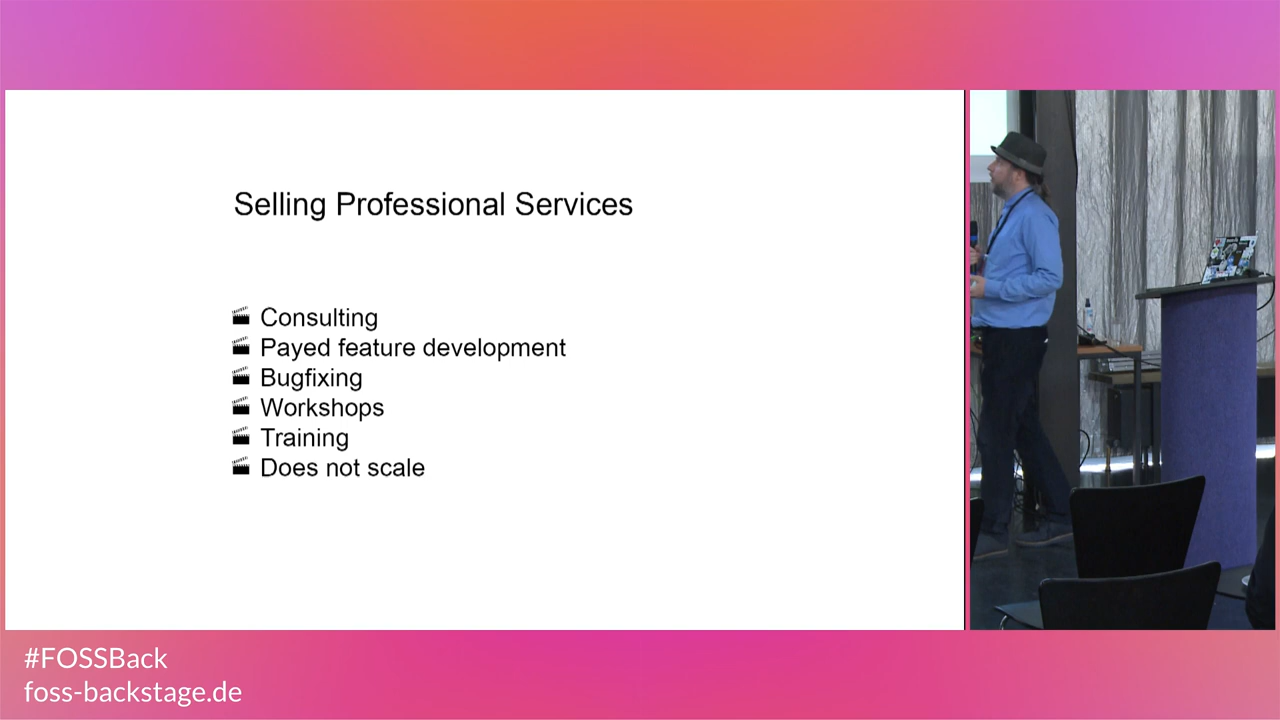 Selling Professional Services
Consulting
Payed feature development
Bugfixing
Workshops
Training
Does not scale
#FOSSBack
foss-backstage.de